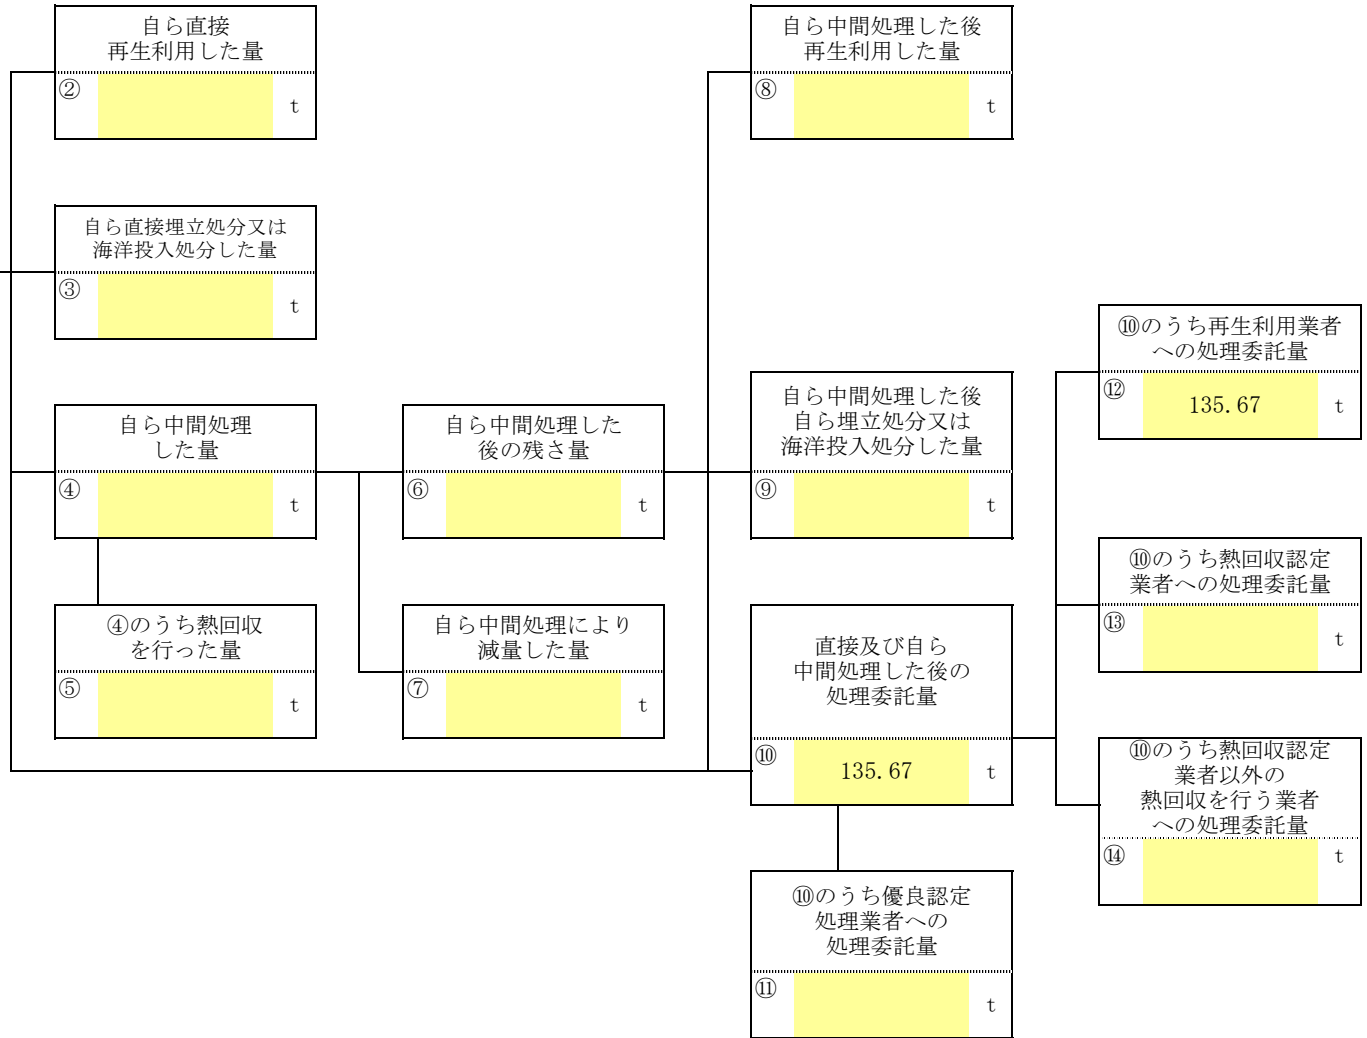 自ら直接
再生利用した量
② t
自ら直接埋立処分又は
海洋投入処分した量
③ t
自ら中間処理
した量
④ t
④のうち熱回収
を行った量
⑤ t
自ら中間処理した
後の残さ量
⑥ t
自ら中間処理により
減量した量
⑦ t
自ら中間処理した後
再生利用した量
⑧ t
自ら中間処理した後
自ら埋立処分又は
海洋投入処分した量
⑨ t
直接及び自ら
中間処理した後の
処理委託量
⑩ 135.67 t
⑩のうち優良認定
処理業者への
処理委託量
⑪ t
⑩のうち再生利用業者
への処理委託量
⑫ 135.67 t
⑩のうち熱回収認定
業者への処理委託量
⑬ t
⑩のうち熱回収認定
業者以外の
熱回収を行う業者
への処理委託量
⑭ t